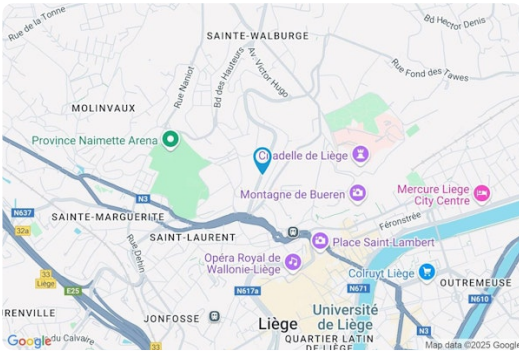 Rue de la Tonne
Bd Hector Denis
SAINTE-WALBURGE
Av. Victor Hugo
Bd des Hauteurs
Rue Fond des Tawes
Rue Naniot
MOLINVAUX
Province Naimette Arena
Citadelle de Liège
Montagne de Bueren
Mercure Liege
City Centre
N3
N637
SAINTE-MARGUERITE
Féronstrée
32a
SAINT-LAURENT
Place Saint-Lambert
Rue Dehin
Opéra Royal de
Wallonie-Liège
Colruyt Liège
33
Liège
E25
N617a
N671
OUTREMEUSE
N610
JONFOSSE
Liège
Université
de Liège
33
N3
QUARTIER LATIN
DE LIÈGE
Google
Map data ©2025 Google